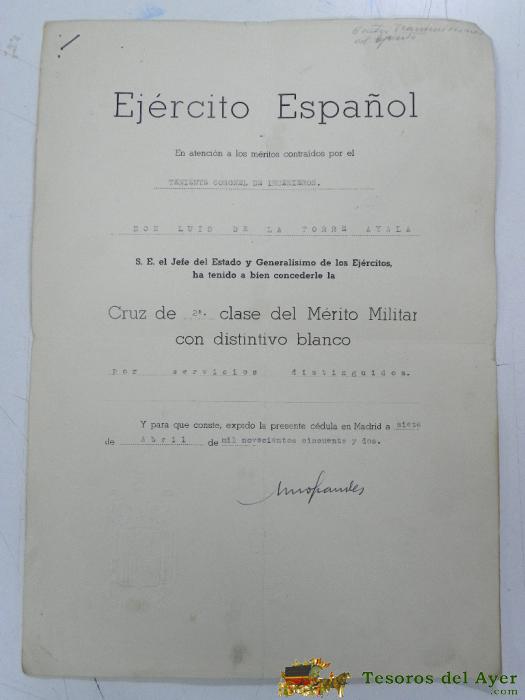 Ejército Español
En atención a los méritos contraídos por el
TENIENTE CORONEL DE INGENIEROS.
DON LUIS DE LA TORRE AYALA
S. E. el Jefe del Estado y Generalísimo de los Ejércitos,
ha tenido a bien concederle la
Cruz de 2ª. clase del Mérito Militar
con distintivo blanco
por servicios distinguidos.
Y para que conste, expido la presente cédula en Madrid a siete
de Abril de mil novecientos cincuenta y dos.
Tesoros del Ayer
.com